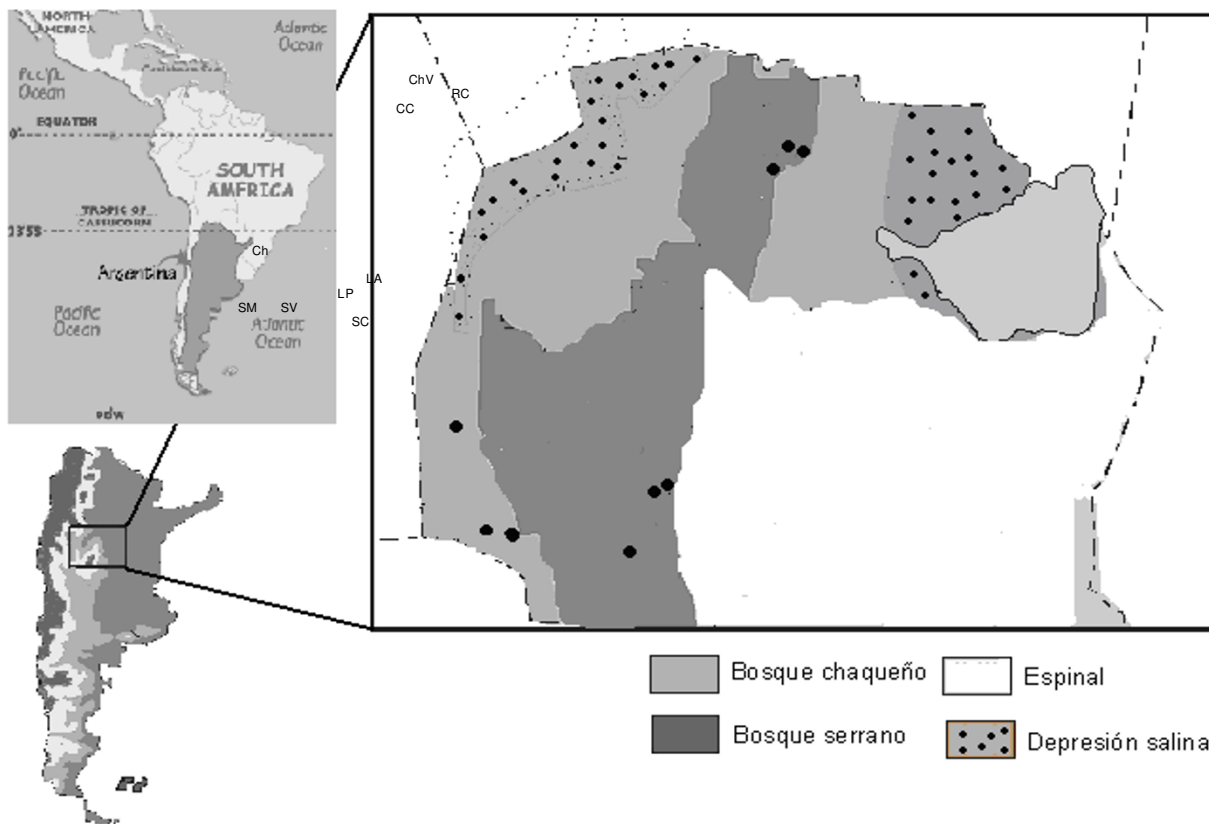 NORTH
AMERICA
Atlantic
Ocean
Pacific
Ocean
EQUATOR
0°
SOUTH
AMERICA
TROPIC OF
CAPRICORN
Argentina
Pacific
Ocean
Atlantic
Ocean
ChV
RC
CC
Ch
LA
LP
SM
SV
SC
Bosque chaqueño
Espinal
Bosque serrano
Depresión salina